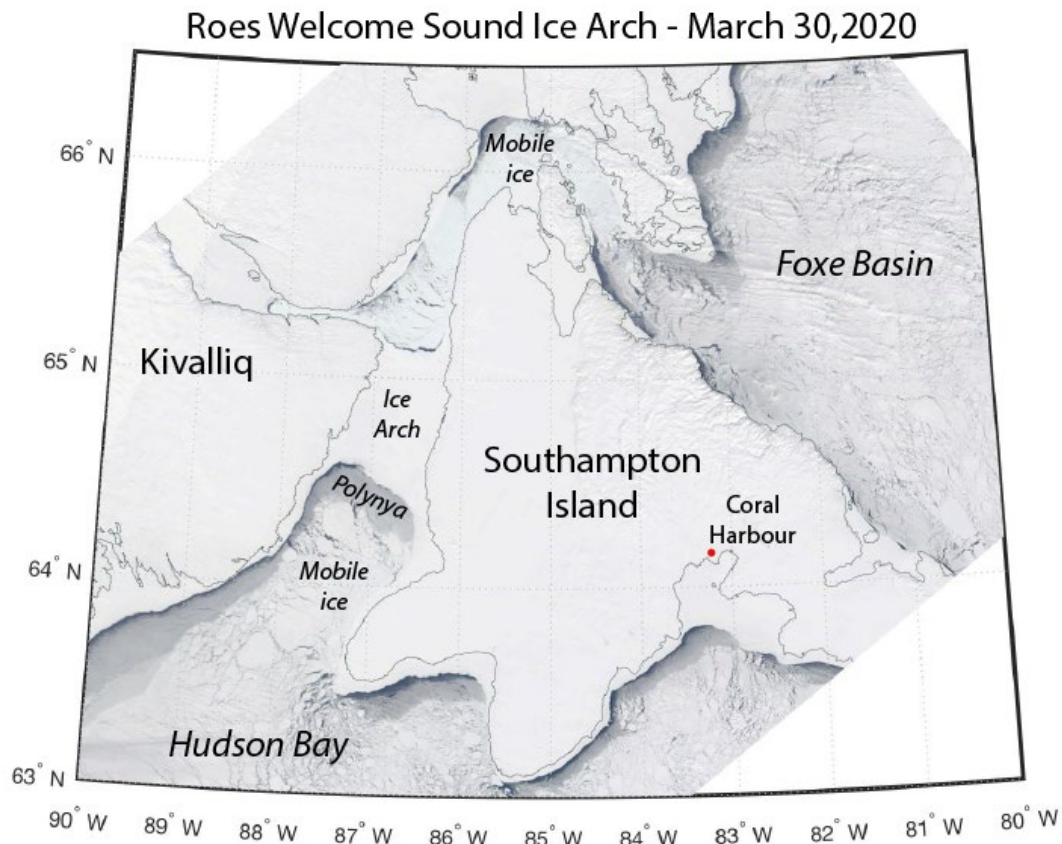 Roes Welcome Sound Ice Arch - March 30,2020
66° N
Mobile
ice
Foxe Basin
65° N
Kivalliq
Ice
Arch
Southampton
Island
Polynya
Coral
Harbour
64° N
Mobile
ice
Hudson Bay
63° N
90° W 89° W 88° W 87° W 86° W 85° W 84° W 83° W 82° W 81° W 80° W